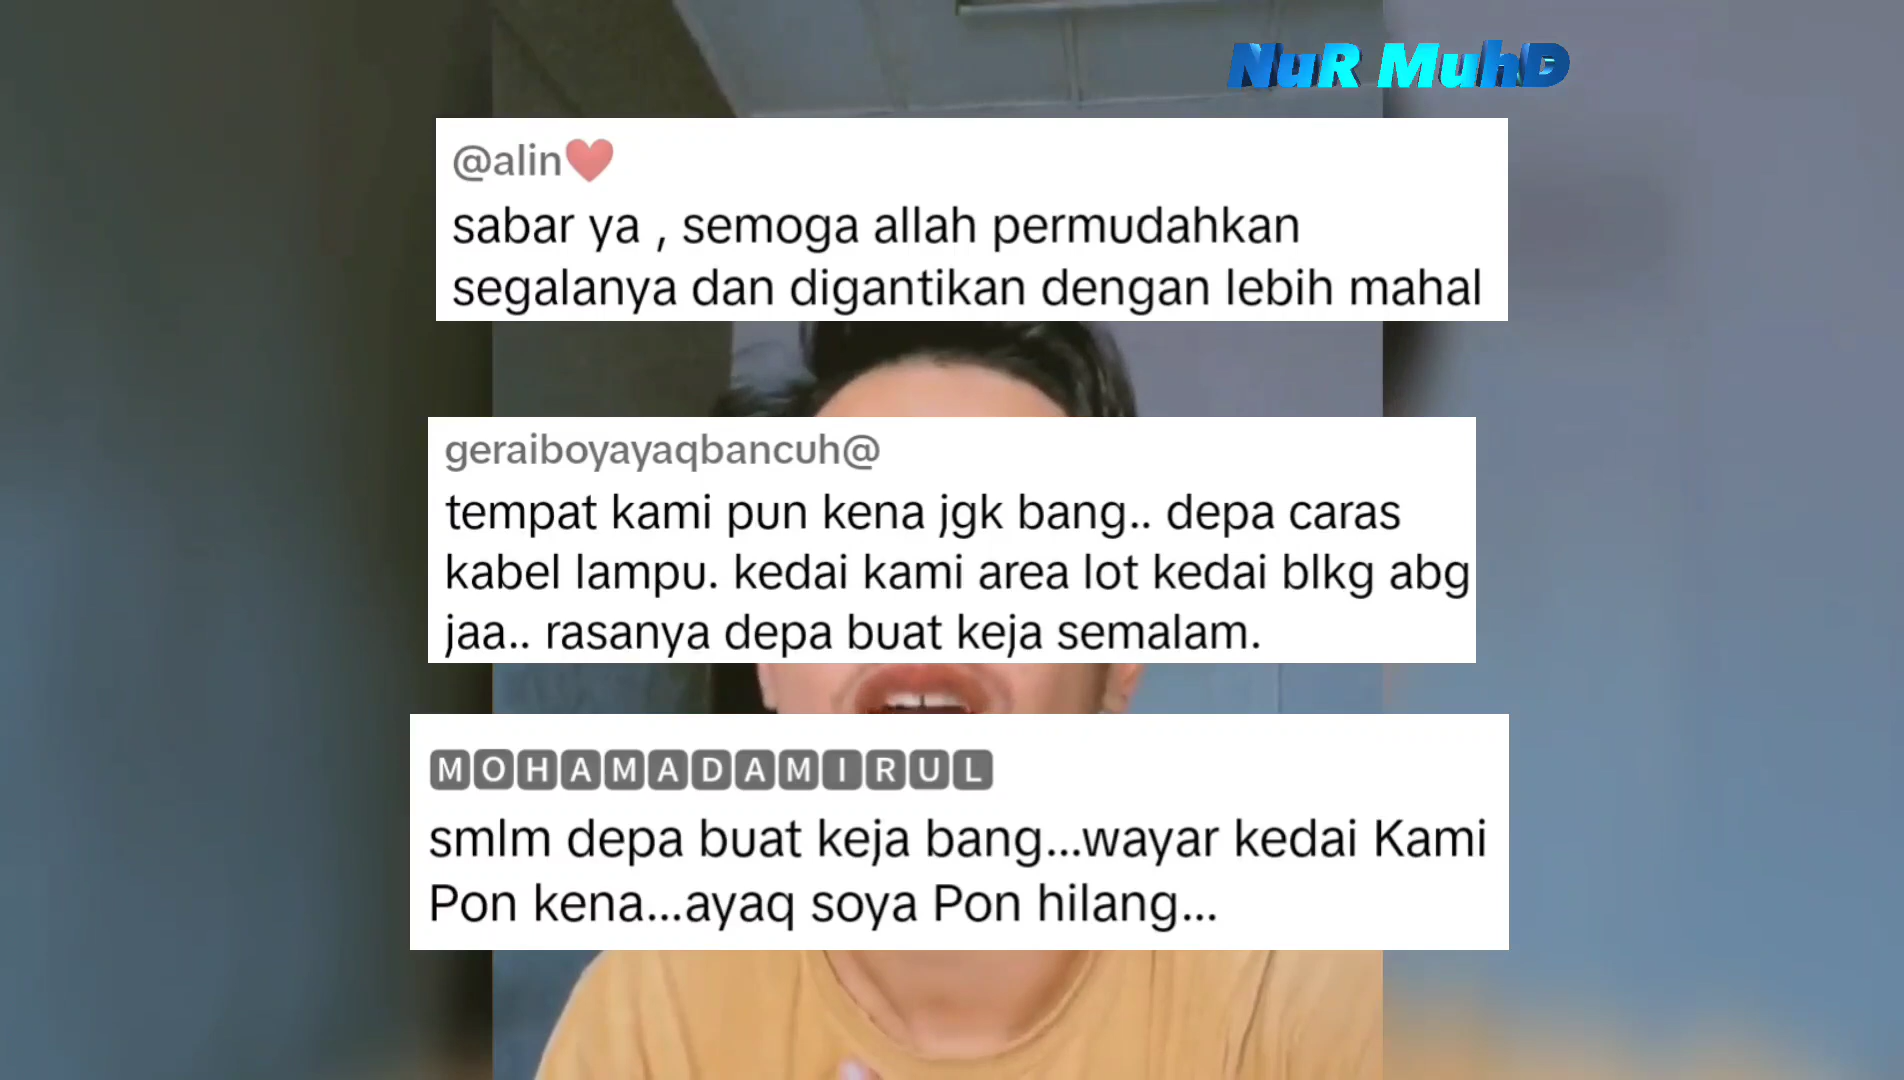 NuR MuhD
@alin❤️
sabar ya , semoga allah permudahkan
segalanya dan digantikan dengan lebih mahal
geraiboyayaqbancuh@
tempat kami pun kena jgk bang.. depa caras
kabel lampu. kedai kami area lot kedai blkg abg
jaa.. rasanya depa buat keja semalam.
🅼🅾🅷🅰🅼🅰🅳🅰🅼🅸🆁🆄🅻
smlm depa buat keja bang...wayar kedai Kami
Pon kena...ayaq soya Pon hilang...